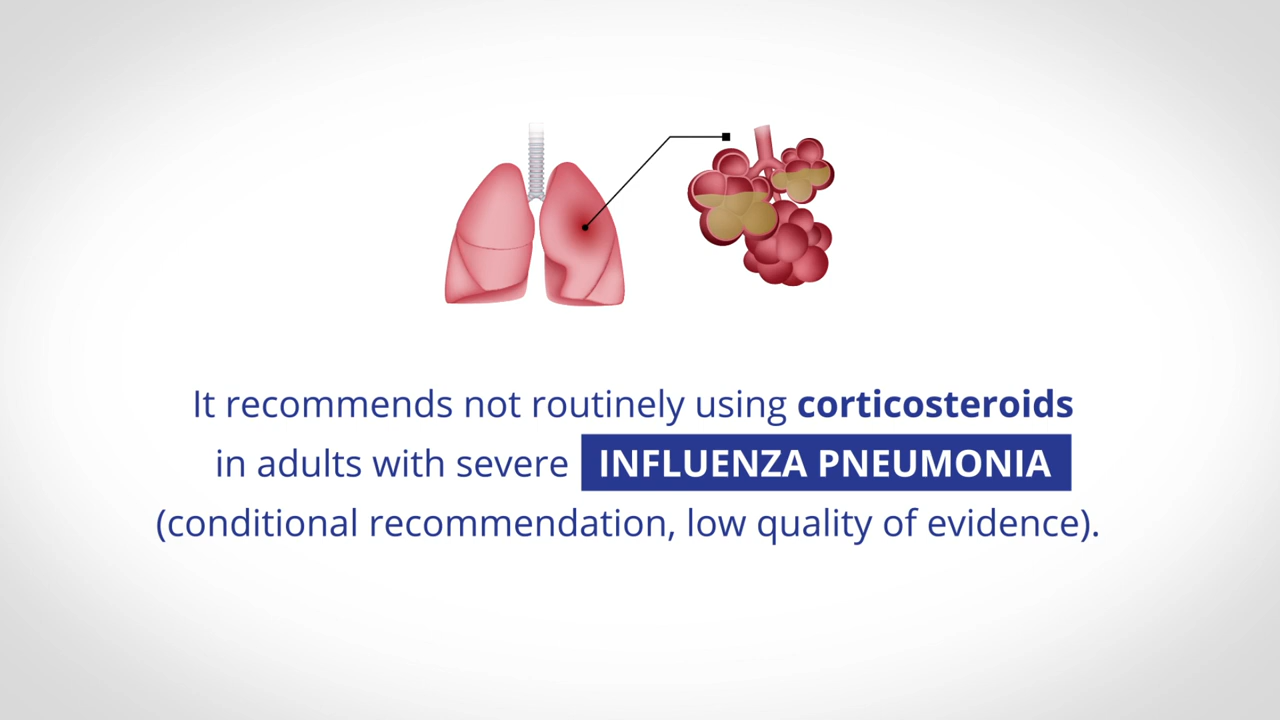 It recommends not routinely using corticosteroids
in adults with severe INFLUENZA PNEUMONIA
(conditional recommendation, low quality of evidence).